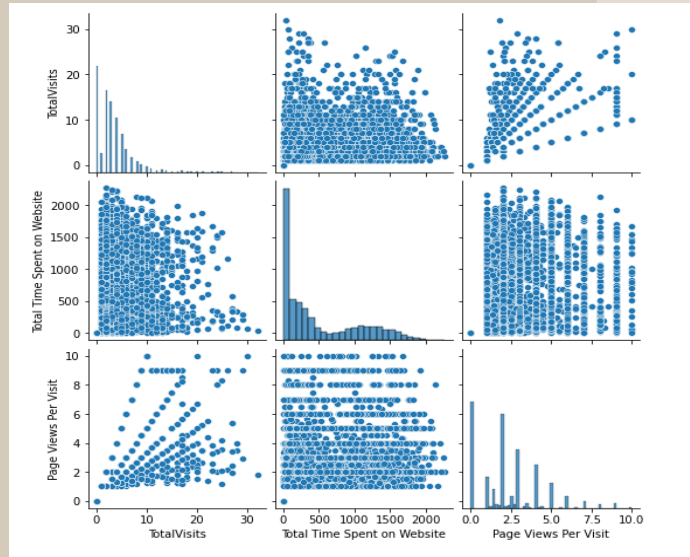 TotalVisits
30
20
10
0
Total Time Spent on Website
2000
1500
1000
500
0
Page Views Per Visit
10
8
6
4
2
0
0 10 20 30
0 500 1000 1500 2000
0.0 2.5 5.0 7.5 10.0
TotalVisits
Total Time Spent on Website
Page Views Per Visit